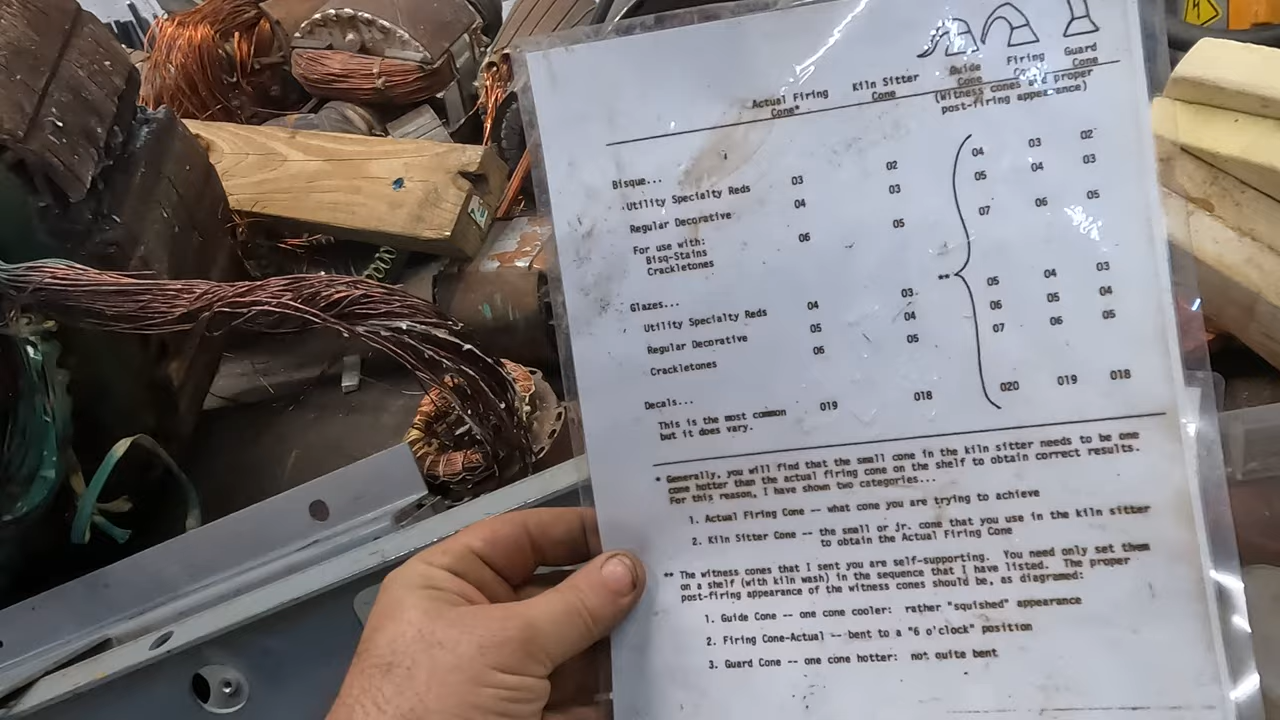 Guide Cone Firing Cone Guard Cone
Actual Firing Cone* Kiln Sitter Cone (Witness cones and proper post-firing appearance)
Bisque...
Utility Specialty Reds 03 02 04 03 02
Regular Decorative 04 03 05 04 03
For use with:
Bisq-Stains
Crackletones 06 05 07 06 05
**
Glazes...
Utility Specialty Reds 04 03 05 04 03
Regular Decorative 05 04 06 05 04
Crackletones 06 05 07 06 05
Decals...
This is the most common 019 018 020 019 018
but it does vary.
* Generally, you will find that the small cone in the kiln sitter needs to be one
cone hotter than the actual firing cone on the shelf to obtain correct results.
For this reason, I have shown two categories...
1. Actual Firing Cone -- what cone you are trying to achieve
2. Kiln Sitter Cone -- the small or jr. cone that you use in the kiln sitter
to obtain the Actual Firing Cone
** The witness cones that I sent you are self-supporting. You need only set them
on a shelf (with kiln wash) in the sequence that I have listed. The proper
post-firing appearance of the witness cones should be, as diagramed:
1. Guide Cone -- one cone cooler: rather "squished" appearance
2. Firing Cone-Actual -- bent to a "6 o'clock" position
3. Guard Cone -- one cone hotter: not quite bent